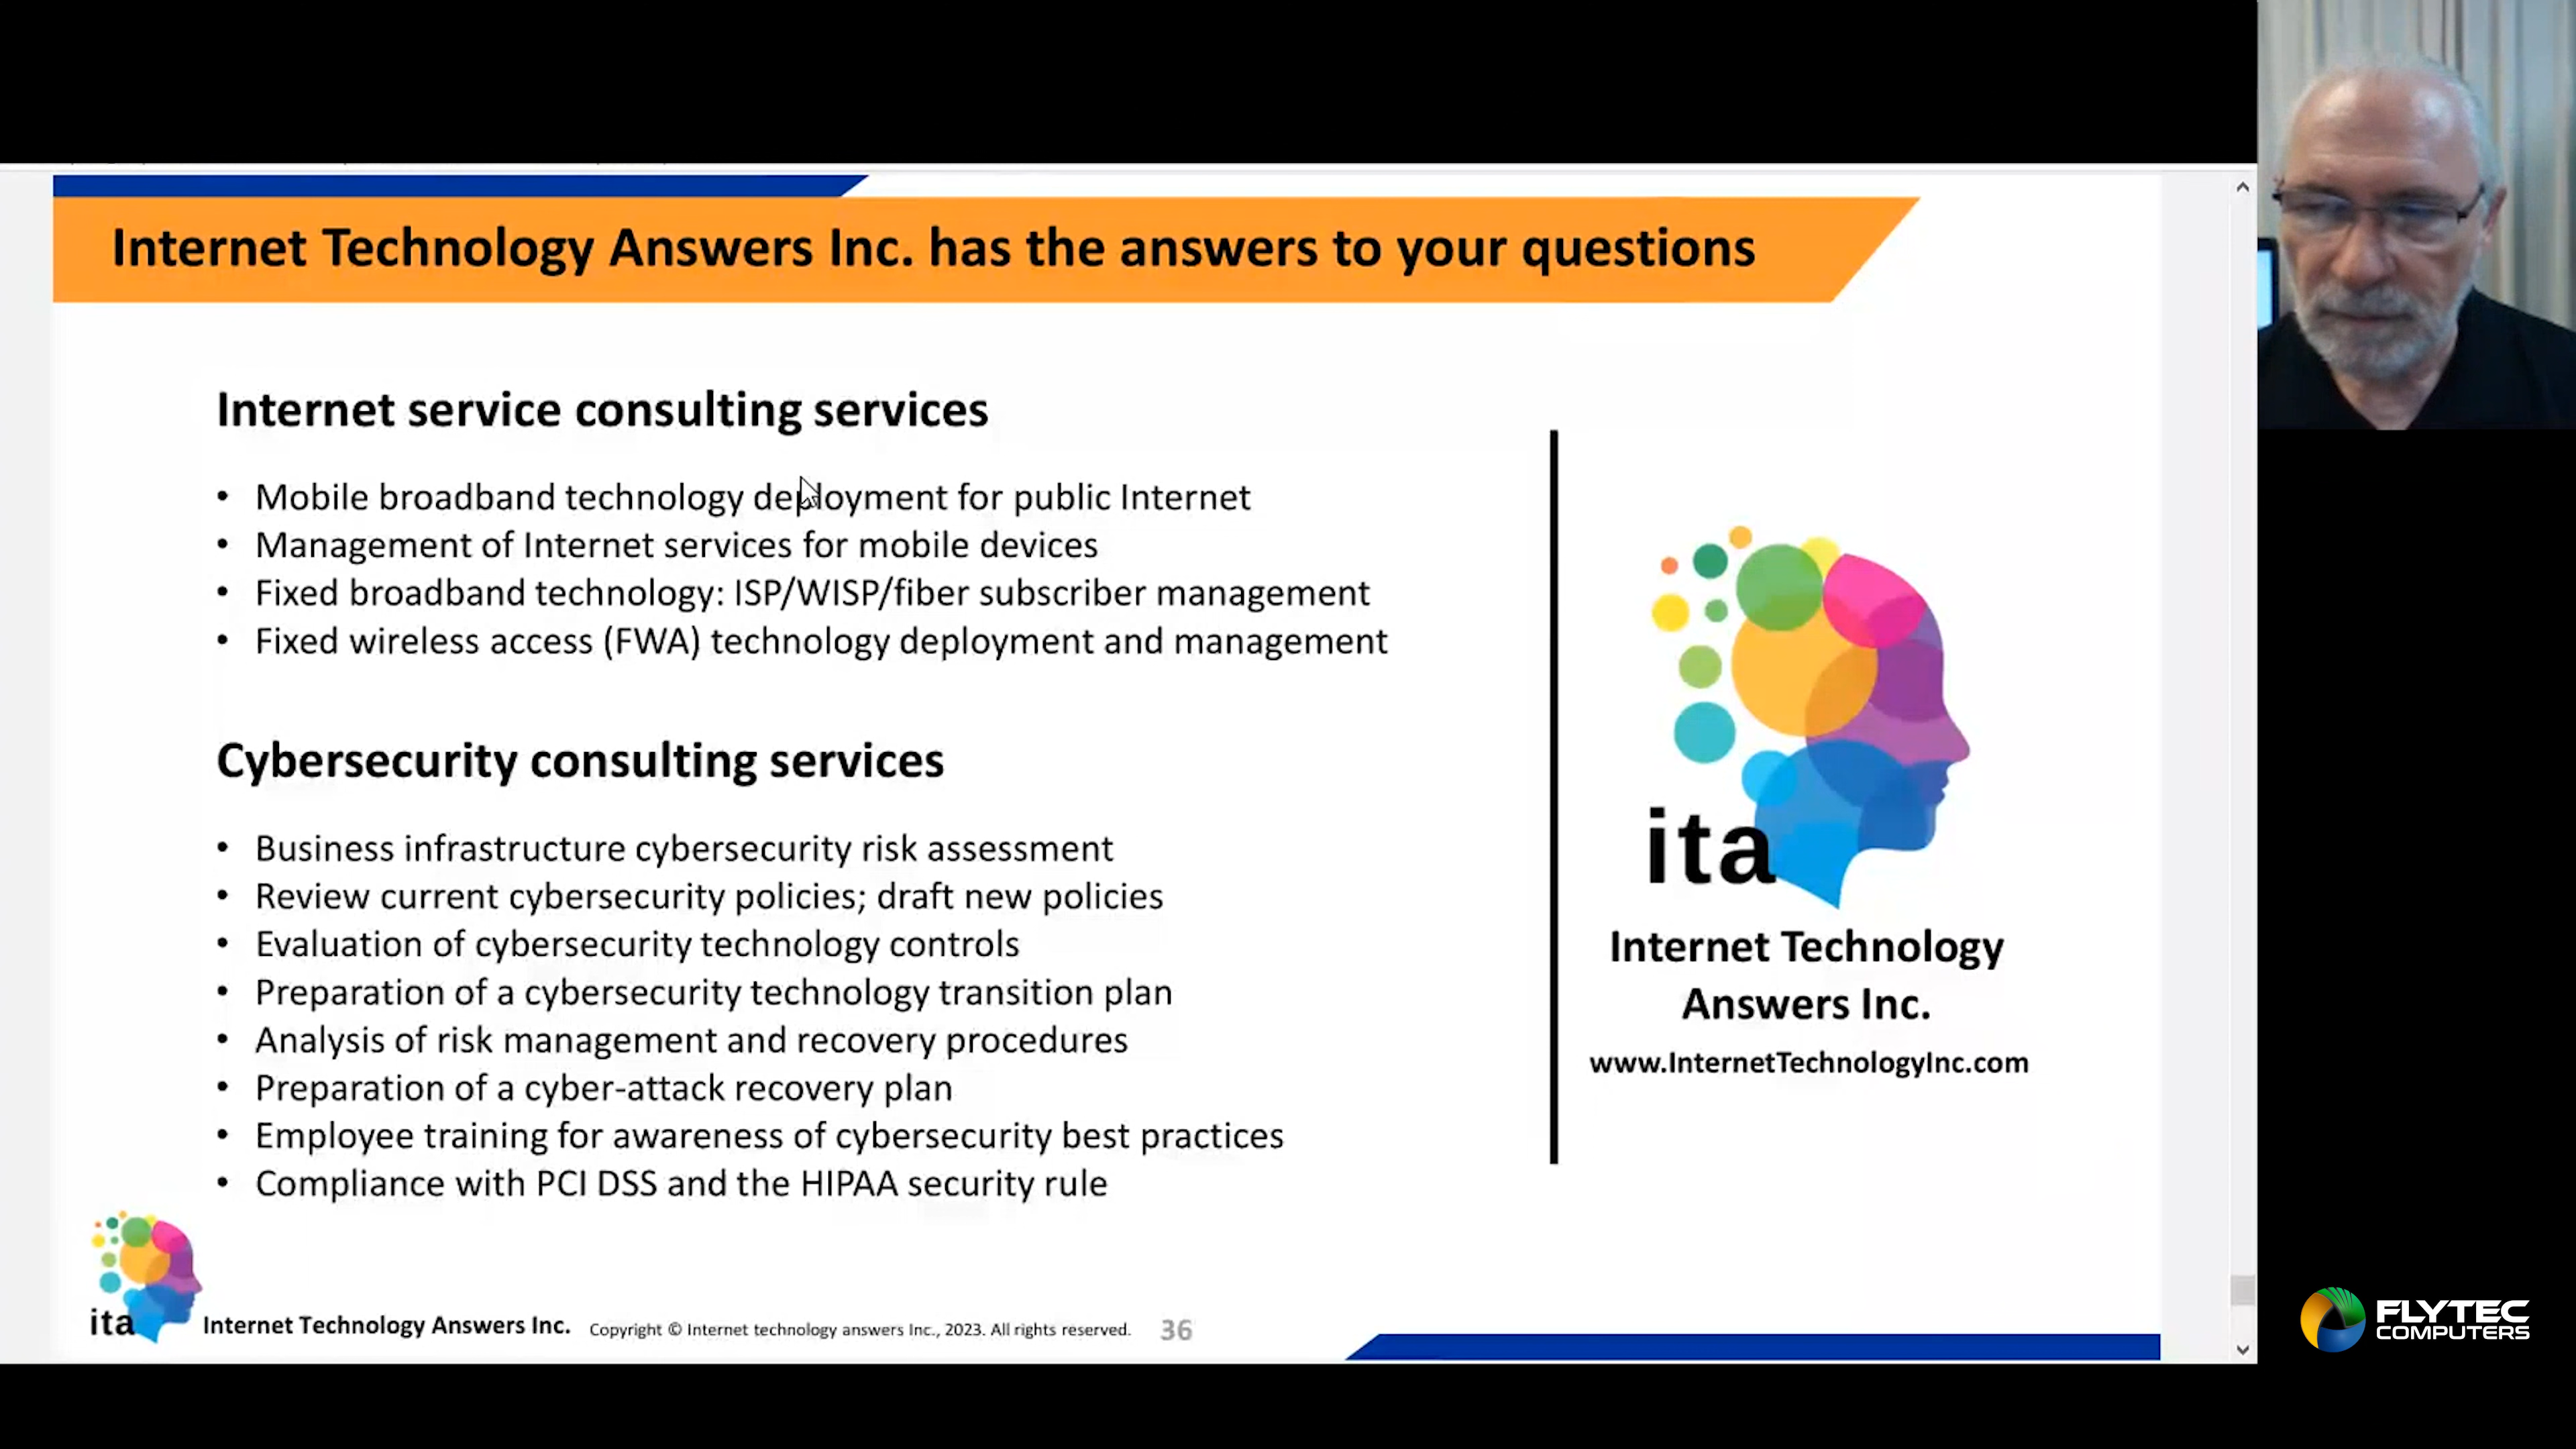 Internet Technology Answers Inc. has the answers to your questions
Internet service consulting services
• Mobile broadband technology deployment for public Internet
• Management of Internet services for mobile devices
• Fixed broadband technology: ISP/WISP/fiber subscriber management
• Fixed wireless access (FWA) technology deployment and management
Cybersecurity consulting services
• Business infrastructure cybersecurity risk assessment
• Review current cybersecurity policies; draft new policies
• Evaluation of cybersecurity technology controls
• Preparation of a cybersecurity technology transition plan
• Analysis of risk management and recovery procedures
• Preparation of a cyber-attack recovery plan
• Employee training for awareness of cybersecurity best practices
• Compliance with PCI DSS and the HIPAA security rule
ita
Internet Technology
Answers Inc.
www.InternetTechnologyInc.com
ita
Internet Technology Answers Inc. Copyright © Internet technology answers Inc., 2023. All rights reserved. 36
FLYTEC
COMPUTERS